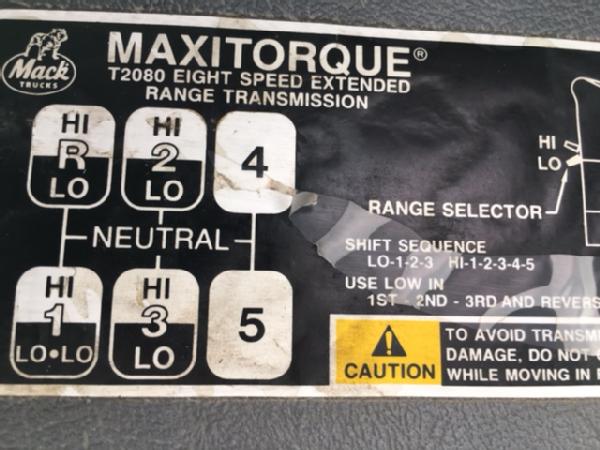 Mack
TRUCKS
MAXITORQUE®
T2080 EIGHT SPEED EXTENDED
RANGE TRANSMISSION
HI HI
R 2 4
LO LO
NEUTRAL
HI HI
1 3 5
LO•LO LO
HI
LO
RANGE SELECTOR
SHIFT SEQUENCE
LO-1-2-3 HI-1-2-3-4-5
USE LOW IN
1ST - 2ND - 3RD AND REVERS
CAUTION
TO AVOID TRANSM
DAMAGE, DO NOT
WHILE MOVING IN